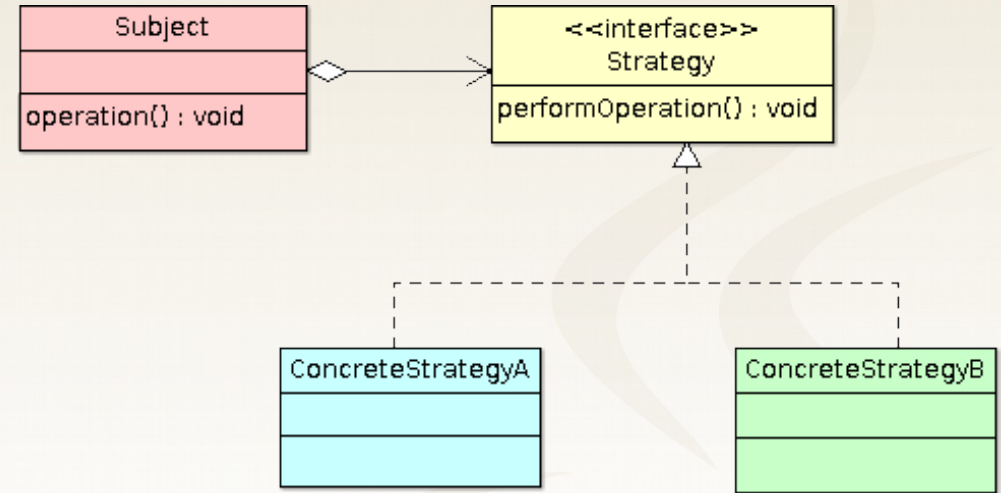 Subject
operation() : void
<<interface>>
Strategy
performOperation() : void
ConcreteStrategyA
ConcreteStrategyB